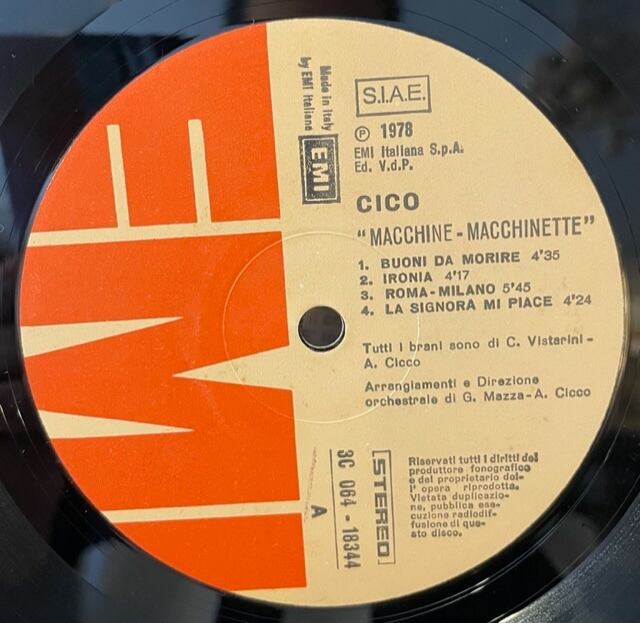 EMI
Made in Italy
by EMI Italiana
EMI
S.I.A.E.
Ⓟ 1978
EMI Italiana S.p.A.
Ed. V.d.P.
CICO
"MACCHINE-MACCHINETTE"
1. BUONI DA MORIRE 4'35
2. IRONIA 4'17
3. ROMA-MILANO 5'45
4. LA SIGNORA MI PIACE 4'24
Tutti i brani sono di C. Vistarini-
A. Cicco
Arrangiamenti e Direzione
orchestrale di G. Mazza-A. Cicco
3C 064-18344
A
STEREO
Riservati tutti i diritti del
produttore fonografico
e del proprietario del-
l'opera riprodotta.
Vietata duplicazio-
ne, pubblica ese-
cuzione radiodif-
fusione di que-
sto disco.